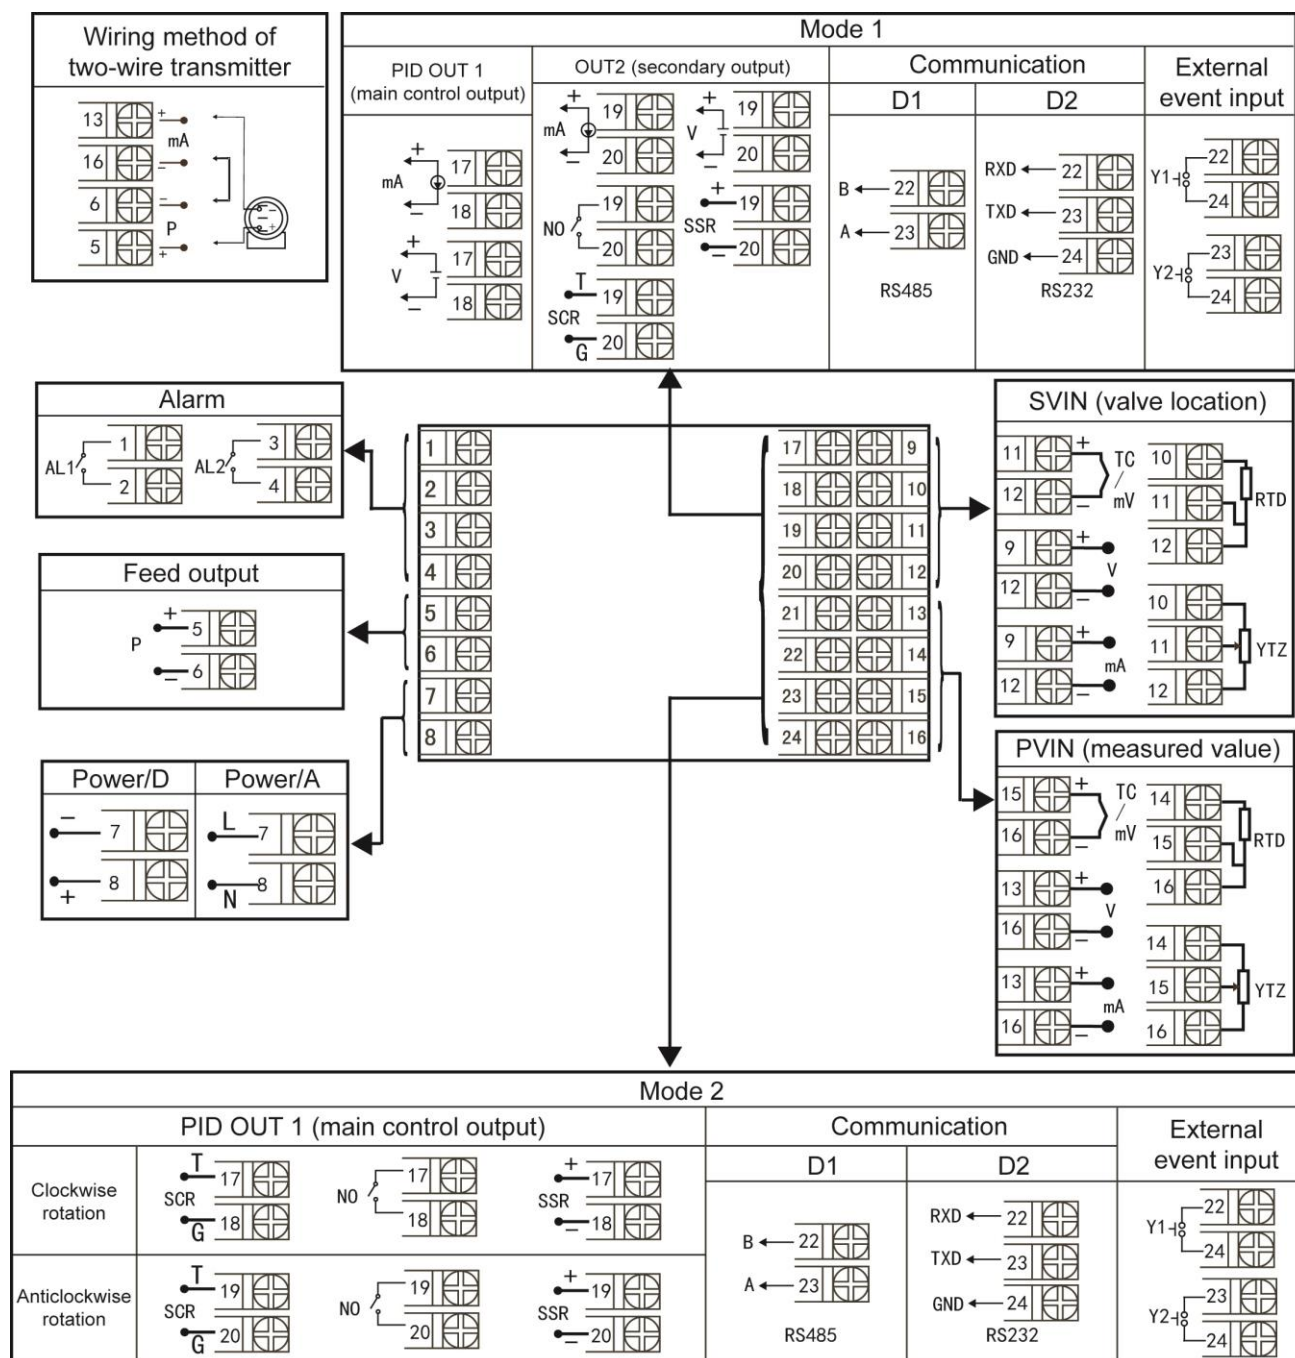 Wiring method of
two-wire transmitter
13
+
mA
16
−
6
−
P
5
+
Mode 1
PID OUT 1
(main control output)
OUT2 (secondary output)
Communication
D1
D2
External
event input
+
mA
−
17
18
+
V
−
17
18
+
mA
−
19
20
NO
19
20
T
SCR
G
19
20
+
V
−
19
20
+
SSR
−
19
20
B
22
A
23
RS485
RXD
22
TXD
23
GND
24
RS232
Y1
22
24
Y2
23
24
Alarm
AL1
1
2
AL2
3
4
Feed output
P
+
5
−
6
Power/D
Power/A
−
7
+
8
L
7
N
8
1
2
3
4
5
6
7
8
17 9
18 10
19 11
20 12
21 13
22 14
23 15
24 16
SVIN (valve location)
11
+
TC
/
mV
12
−
9
+
V
12
−
9
+
mA
12
−
10
11
RTD
12
10
11
YTZ
12
PVIN (measured value)
15
+
TC
/
mV
16
−
13
+
V
16
−
13
+
mA
16
−
14
15
RTD
16
14
15
YTZ
16
Mode 2
PID OUT 1 (main control output)
Communication
D1
D2
External
event input
Clockwise
rotation
T
SCR
G
17
18
NO
17
18
+
SSR
−
17
18
Anticlockwise
rotation
T
SCR
G
19
20
NO
19
20
+
SSR
−
19
20
B
22
A
23
RS485
RXD
22
TXD
23
GND
24
RS232
Y1
22
24
Y2
23
24